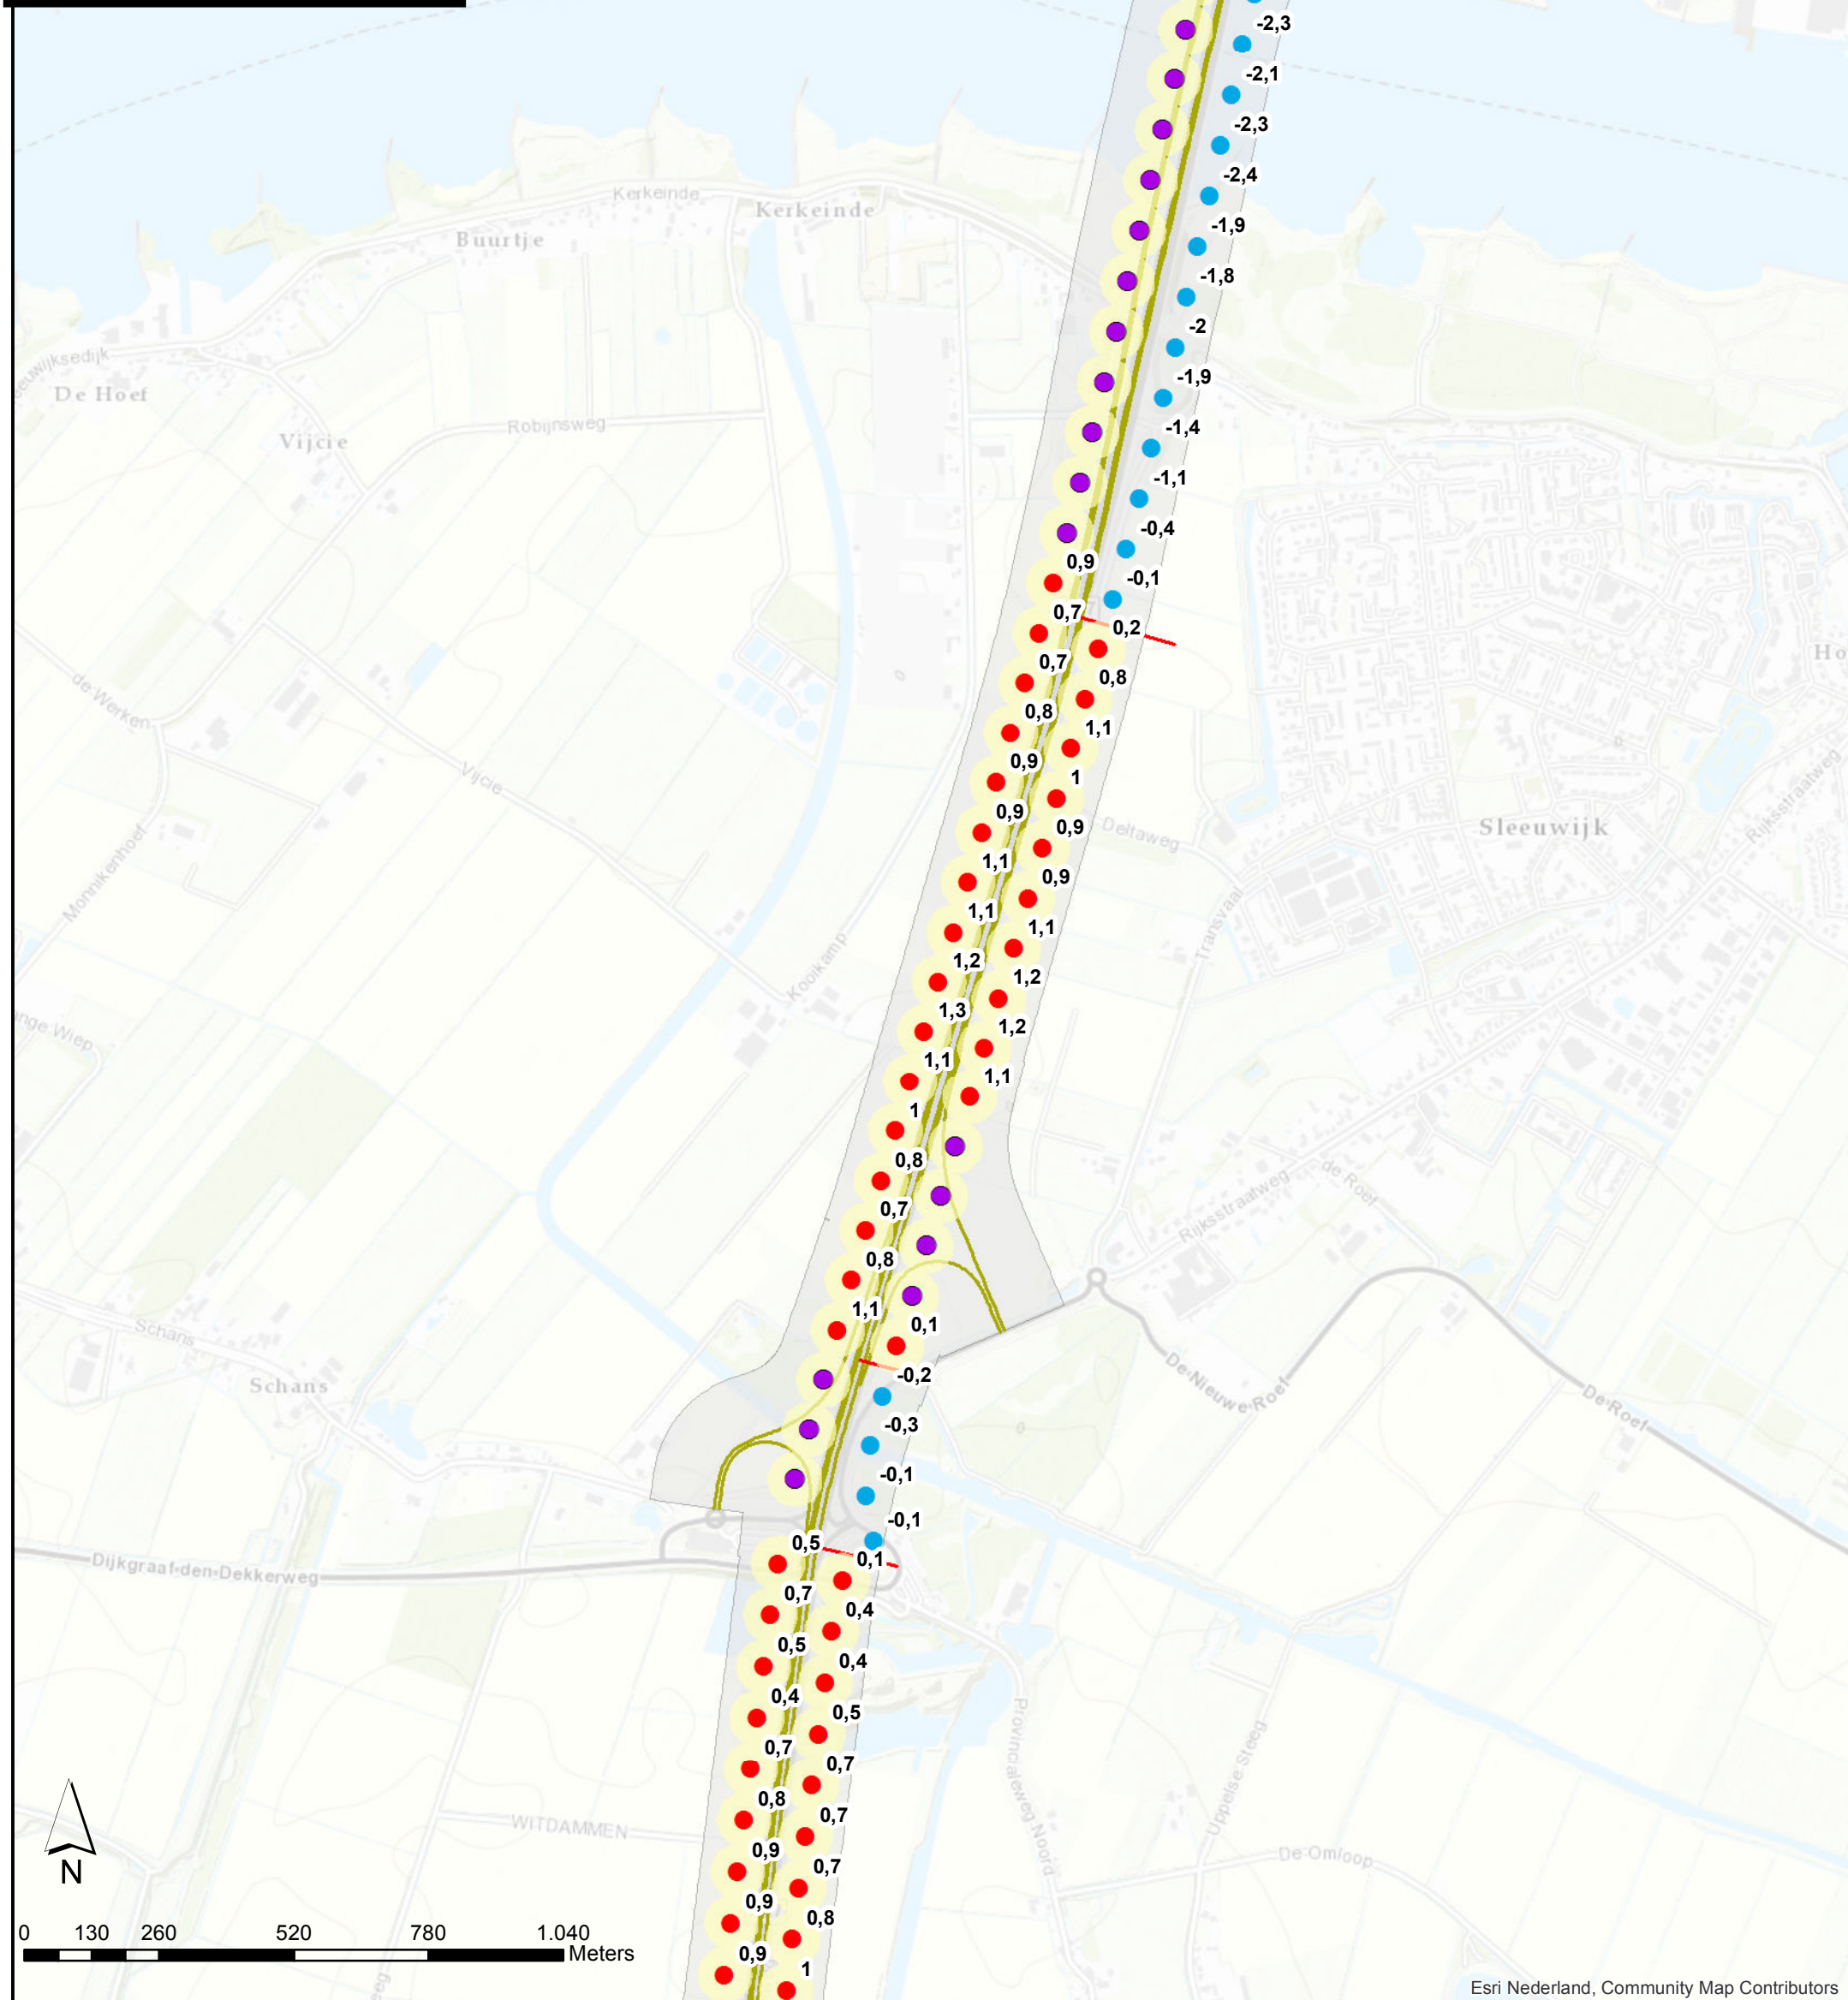 -2,3
-2,1
-2,3
Kerkeinde
-2,4
Kerkeinde
-1,9
Buurtje
-1,8
-2
De Hoef
-1,9
Robijnsweg
-1,4
Vijcie
-1,1
-0,4
0,9
-0,1
0,7
0,2
0,7
0,8
de Werken
0,8
1,1
0,9
1
Vijcie
0,9
0,9
Deltaweg
Sleeuwijk
Rijksstraatweg
1,1
0,9
Monnikenhoef
1,1
1,1
Transvaal
1,2
1,2
Kooikamp
1,3
1,2
1,1
1,1
1
0,8
de Roef
0,7
Rijksstraatweg
0,8
1,1
0,1
Schans
-0,2
Schans
De Nieuwe Roef
De Roef
-0,3
-0,1
-0,1
0,5
0,1
Dijkgraaf den Dekkerweg
0,7
0,4
0,5
0,4
0,4
0,5
0,7
0,7
Provincialeweg Noord
Uppelse Steeg
0,8
0,7
WITDAMMEN
0,9
0,7
De Omloop
N
0,9
0,8
0 130 260 520 780 1.040
Meters
0,9
1
Esri Nederland, Community Map Contributors